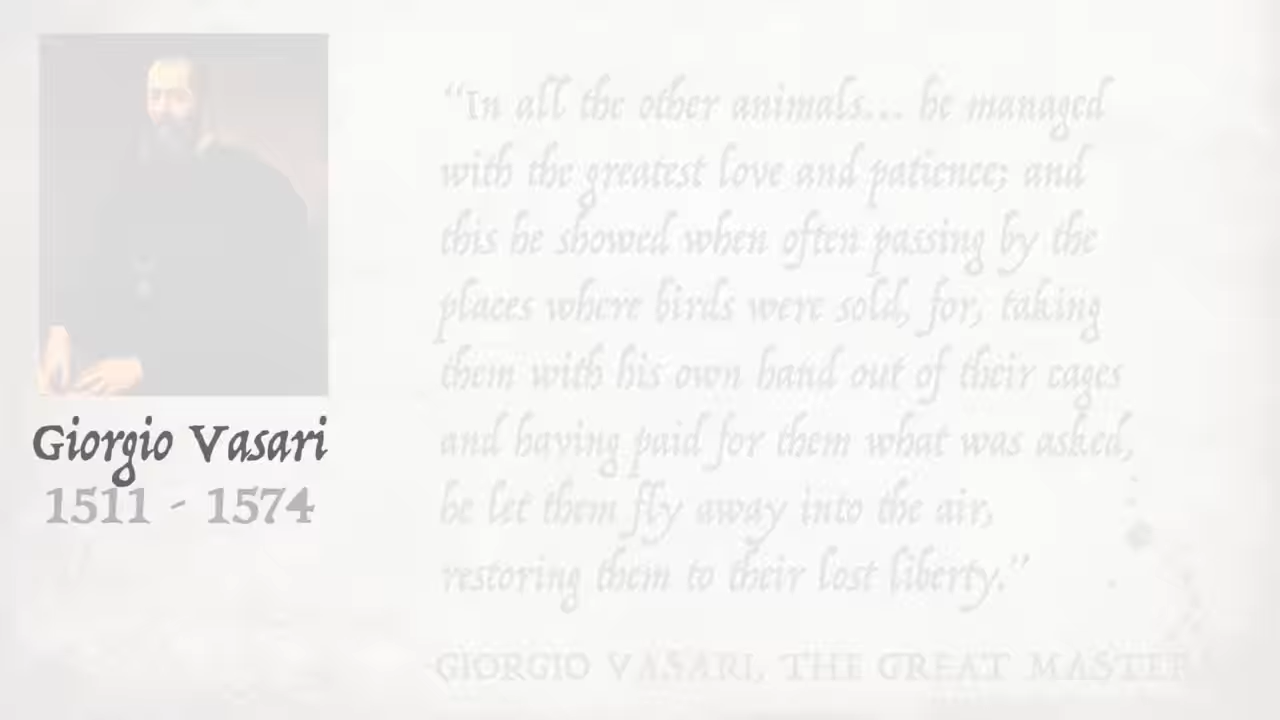 Giorgio Vasari
1511 - 1574
“In all the other animals... he managed
with the greatest love and patience; and
this he showed when often passing by the
places where birds were sold, for, taking
them with his own hand out of their cages
and having paid for them what was asked,
he let them fly away into the air,
restoring them to their lost liberty.”
GIORGIO VASARI, THE GREAT MASTER